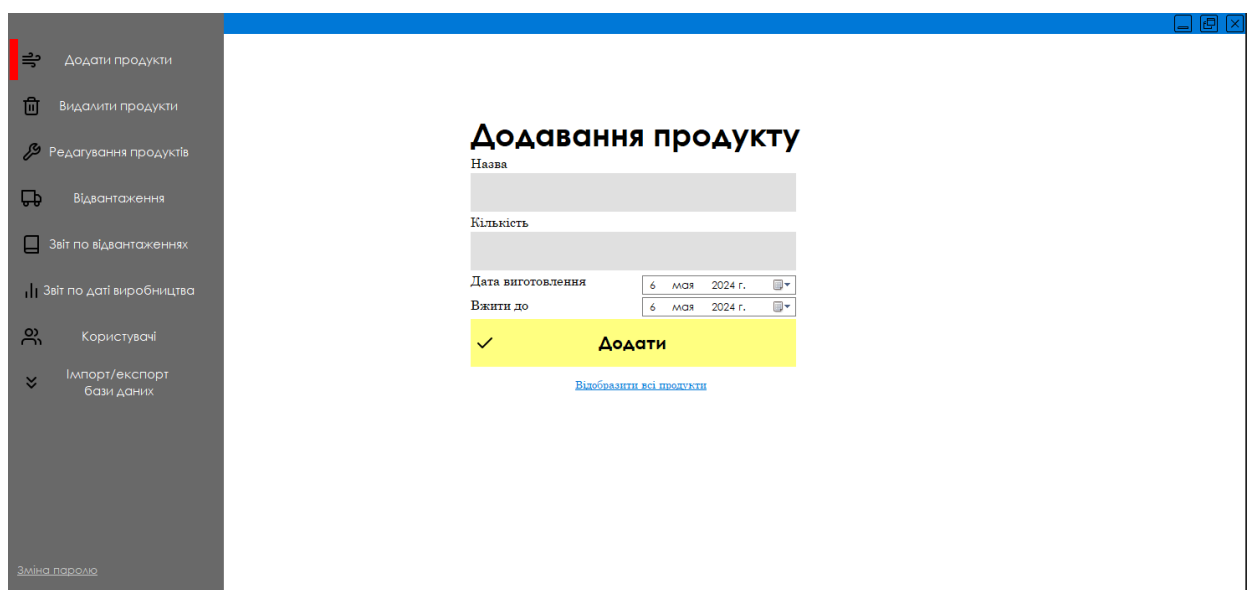 Додати продукти
Видалити продукти
Редагування продуктів
Відвантаження
Звіт по відвантаженнях
Звіт по даті виробництва
Користувачі
Імпорт/експорт
бази даних
Зміна паролю
Додавання продукту
Назва
Кількість
Дата виготовлення 6 мая 2024 г.
Вжити до 6 мая 2024 г.
Додати
Відобразити всі продукти